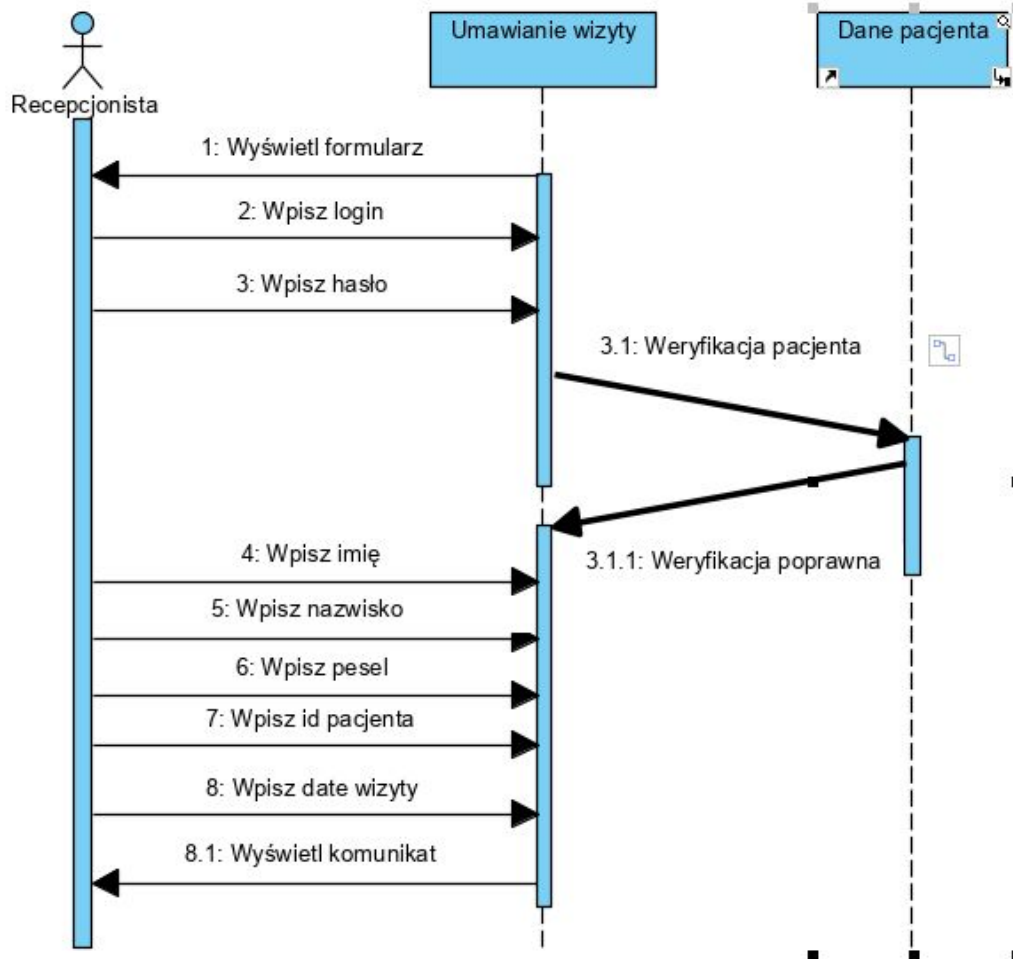 Umawianie wizyty
Dane pacjenta
Recepcjonista
1: Wyświetl formularz
2: Wpisz login
3: Wpisz hasło
3.1: Weryfikacja pacjenta
4: Wpisz imię
3.1.1: Weryfikacja poprawna
5: Wpisz nazwisko
6: Wpisz pesel
7: Wpisz id pacjenta
8: Wpisz date wizyty
8.1: Wyświetl komunikat